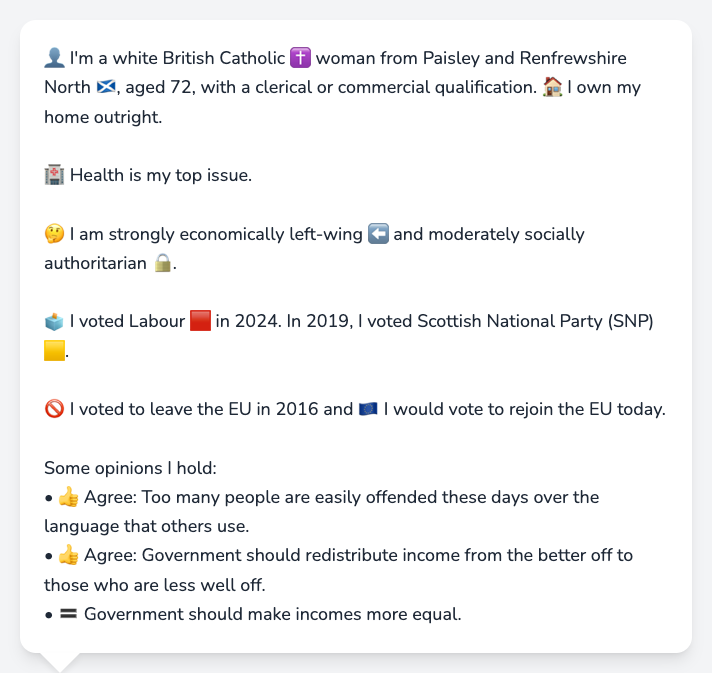 👤 I'm a white British Catholic ✝️ woman from Paisley and Renfrewshire
North 🏴󠁧󠁢󠁳󠁣󠁴󠁿, aged 72, with a clerical or commercial qualification. 🏠 I own my
home outright.
🏥 Health is my top issue.
🤔 I am strongly economically left-wing ⬅️ and moderately socially
authoritarian 🔒.
🗳️ I voted Labour 🟥 in 2024. In 2019, I voted Scottish National Party (SNP)
🟨.
🚫 I voted to leave the EU in 2016 and 🇪🇺 I would vote to rejoin the EU today.
Some opinions I hold:
• 👍 Agree: Too many people are easily offended these days over the
language that others use.
• 👍 Agree: Government should redistribute income from the better off to
those who are less well off.
• 🟰 Government should make incomes more equal.